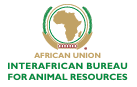 AFRICAN UNION
INTERAFRICAN BUREAU
FOR ANIMAL RESOURCES